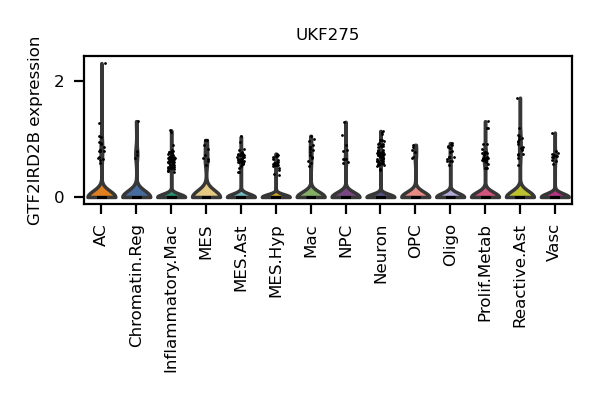 UKF275
GTF2IRD2B expression
2
0
AC
Chromatin.Reg
Inflammatory.Mac
MES
MES.Ast
MES.Hyp
Mac
NPC
Neuron
OPC
Oligo
Prolif.Metab
Reactive.Ast
Vasc